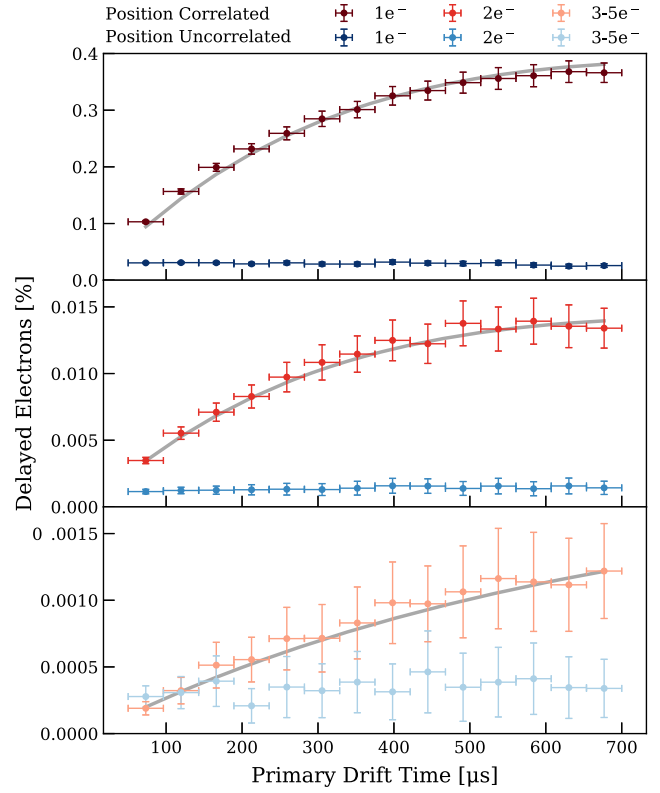 Position Correlated 1e⁻ 2e⁻ 3-5e⁻
Position Uncorrelated 1e⁻ 2e⁻ 3-5e⁻
0.4
0.3
0.2
0.1
0.0
0.015
0.010
0.005
0.000
0 .0015
0.0010
0.0005
0.0000
Delayed Electrons [%]
100 200 300 400 500 600 700
Primary Drift Time [μs]